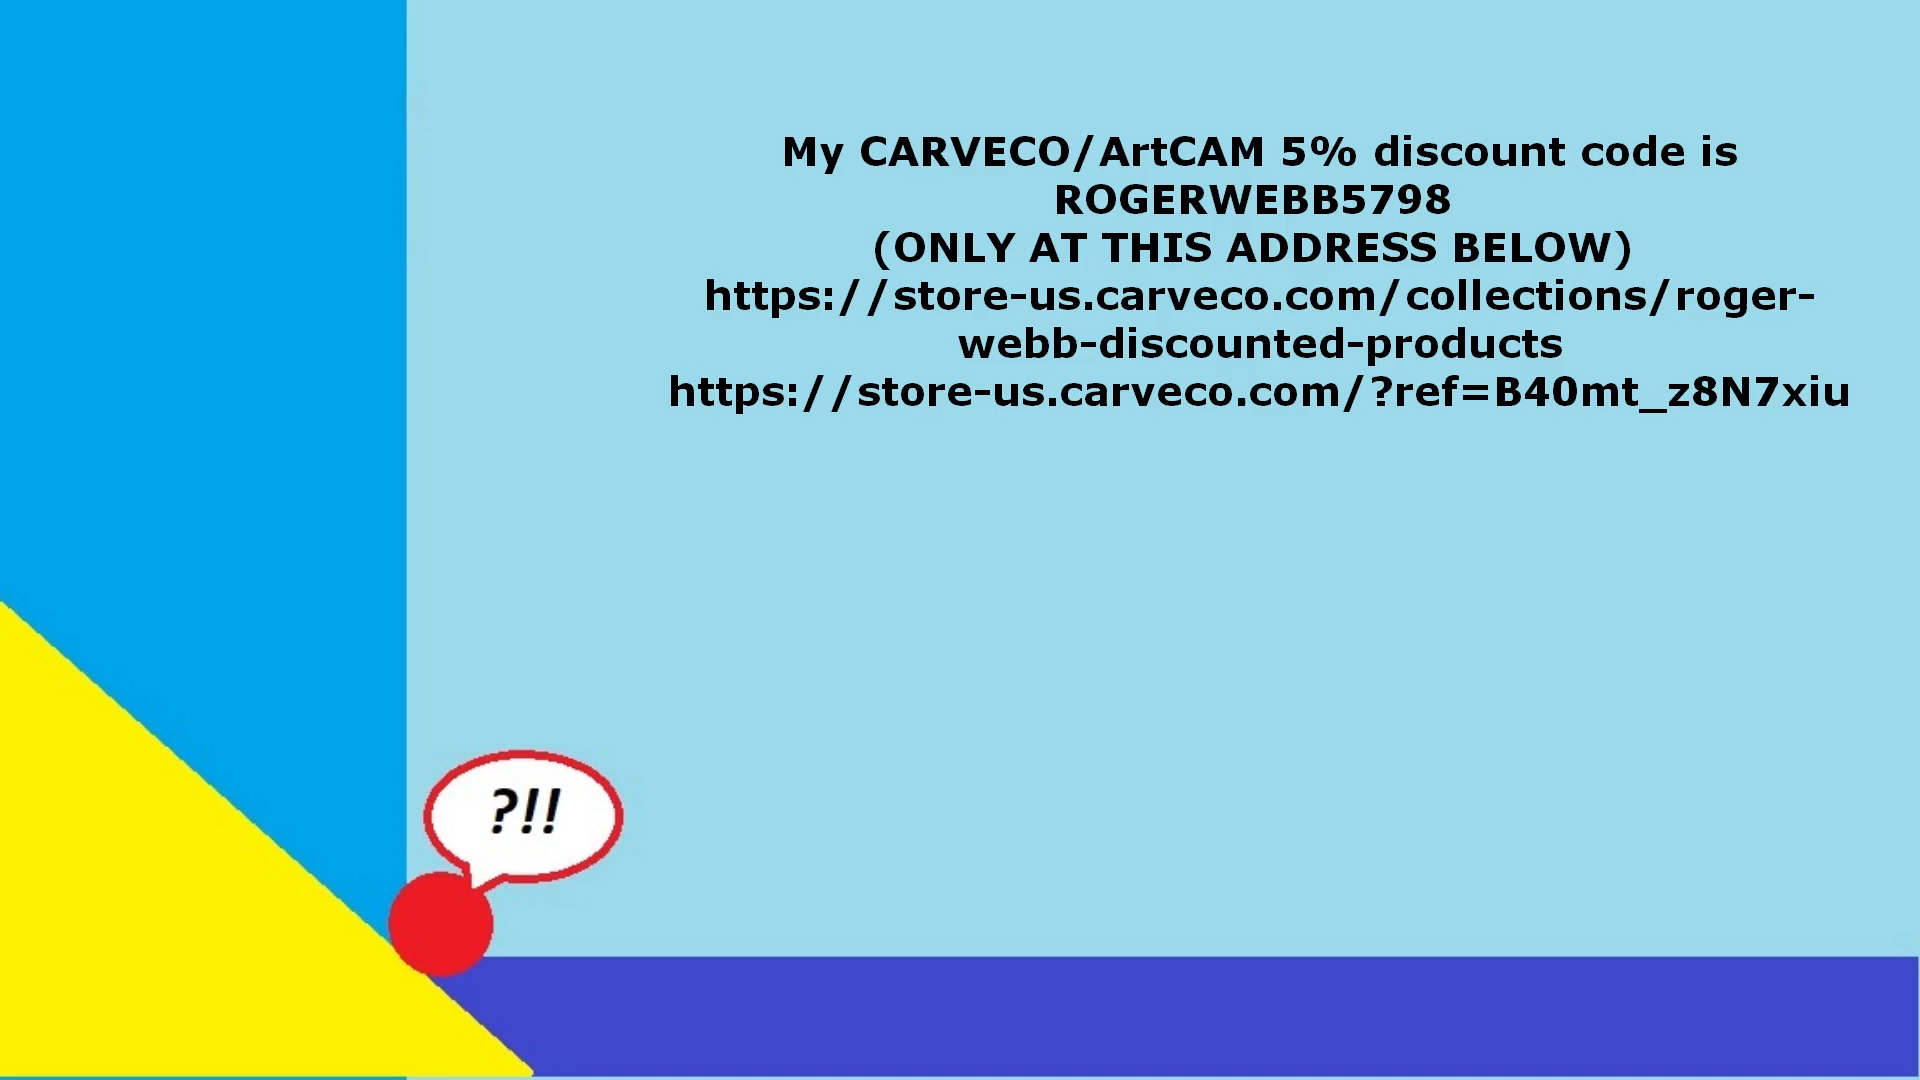 My CARVECO/ArtCAM 5% discount code is
ROGERWEBB5798
(ONLY AT THIS ADDRESS BELOW)
https://store-us.carveco.com/collections/roger-
webb-discounted-products
https://store-us.carveco.com/?ref=B40mt_z8N7xiu
?!!